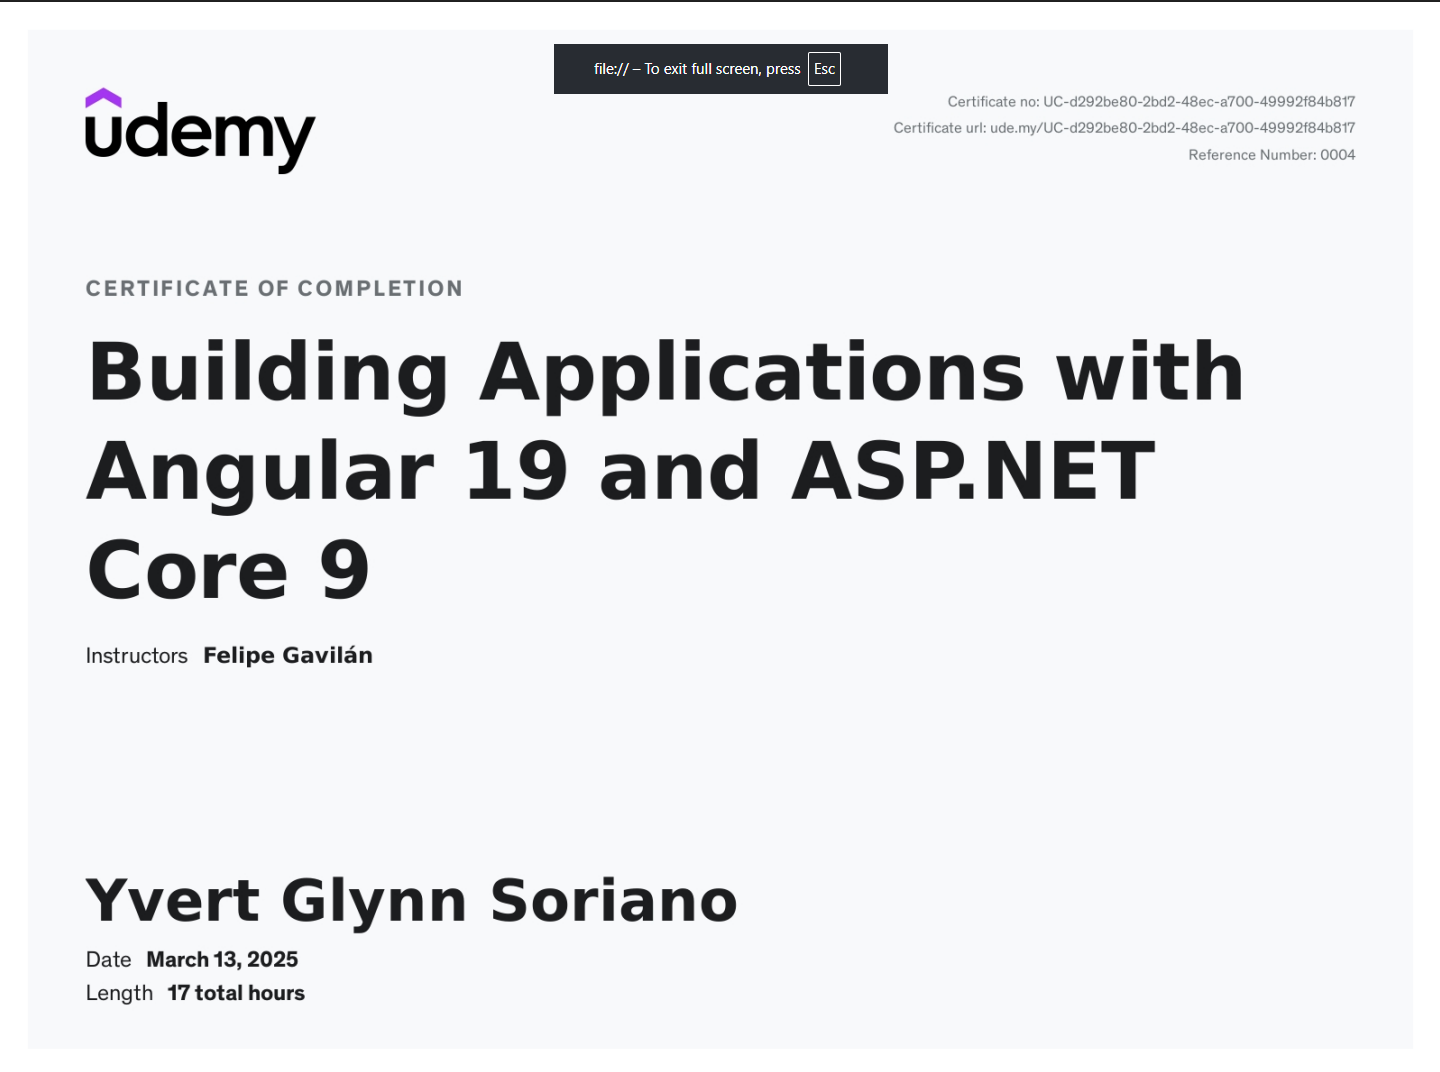 file:// – To exit full screen, press Esc
udemy
Certificate no: UC-d292be80-2bd2-48ec-a700-49992f84b817
Certificate url: ude.my/UC-d292be80-2bd2-48ec-a700-49992f84b817
Reference Number: 0004
CERTIFICATE OF COMPLETION
Building Applications with
Angular 19 and ASP.NET
Core 9
Instructors Felipe Gavilán
Yvert Glynn Soriano
Date March 13, 2025
Length 17 total hours